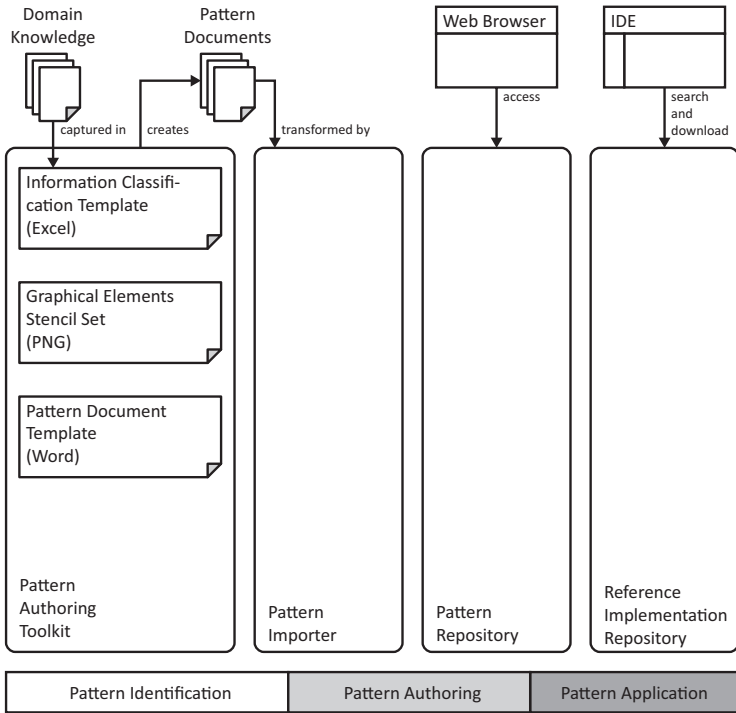 Domain
Knowledge
Pattern
Documents
Web Browser
IDE
captured in
creates
transformed by
access
search
and
download
Information Classifi-
cation Template
(Excel)
Graphical Elements
Stencil Set
(PNG)
Pattern Document
Template
(Word)
Pattern
Authoring
Toolkit
Pattern
Importer
Pattern
Repository
Reference
Implementation
Repository
Pattern Identification
Pattern Authoring
Pattern Application